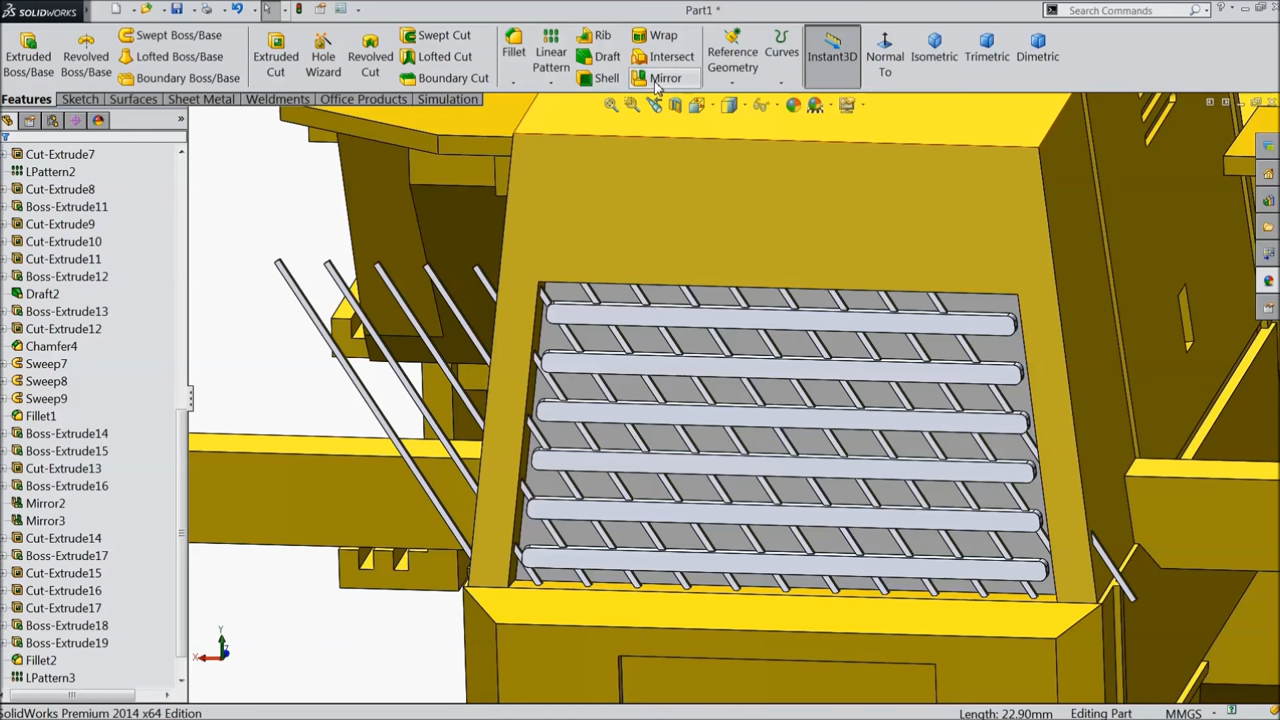 SOLIDWORKS
Part1 *
Search Commands
Extruded Boss/Base
Revolved Boss/Base
Swept Boss/Base
Lofted Boss/Base
Boundary Boss/Base
Extruded Cut
Hole Wizard
Revolved Cut
Swept Cut
Lofted Cut
Boundary Cut
Fillet
Linear Pattern
Rib
Draft
Shell
Wrap
Intersect
Mirror
Reference Geometry
Curves
Instant3D
Normal To
Isometric
Trimetric
Dimetric
Features
Sketch
Surfaces
Sheet Metal
Weldments
Office Products
Simulation
Cut-Extrude7
LPattern2
Cut-Extrude8
Boss-Extrude11
Cut-Extrude9
Cut-Extrude10
Cut-Extrude11
Boss-Extrude12
Draft2
Boss-Extrude13
Cut-Extrude12
Chamfer4
Sweep7
Sweep8
Sweep9
Fillet1
Boss-Extrude14
Boss-Extrude15
Cut-Extrude13
Boss-Extrude16
Mirror2
Mirror3
Cut-Extrude14
Boss-Extrude17
Cut-Extrude15
Cut-Extrude16
Cut-Extrude17
Boss-Extrude18
Boss-Extrude19
Fillet2
LPattern3
Y
X
Z
SolidWorks Premium 2014 x64 Edition
Length: 22.90mm
Editing Part
MMGS